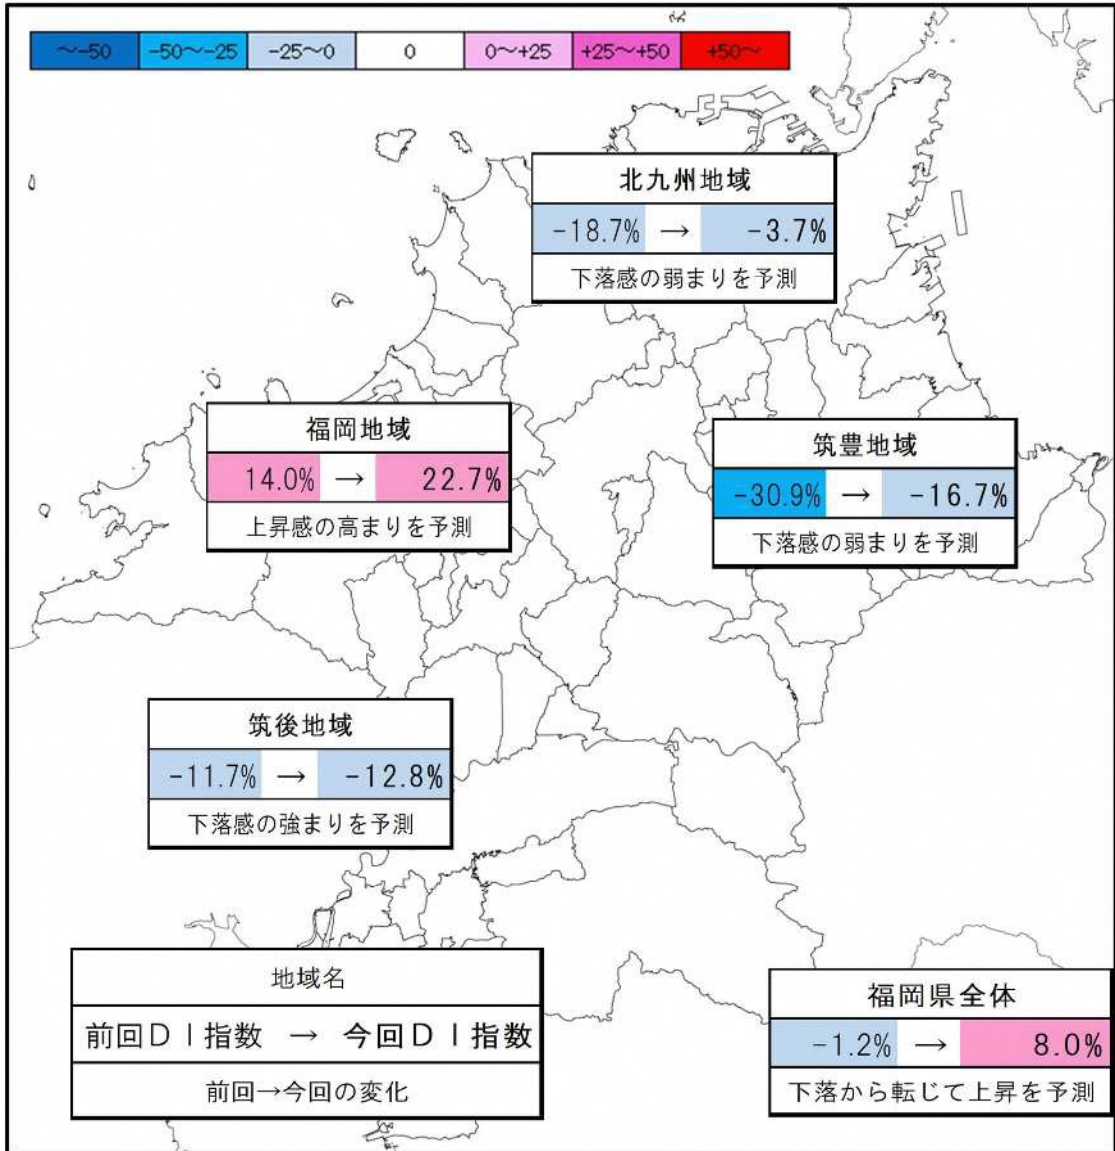 ～-50 -50～-25 -25～0 0 0～+25 +25～+50 +50～
北九州地域
-18.7% → -3.7%
下落感の弱まりを予測
福岡地域
14.0% → 22.7%
上昇感の高まりを予測
筑豊地域
-30.9% → -16.7%
下落感の弱まりを予測
筑後地域
-11.7% → -12.8%
下落感の強まりを予測
地域名
前回ＤＩ指数 → 今回ＤＩ指数
前回→今回の変化
福岡県全体
-1.2% → 8.0%
下落から転じて上昇を予測